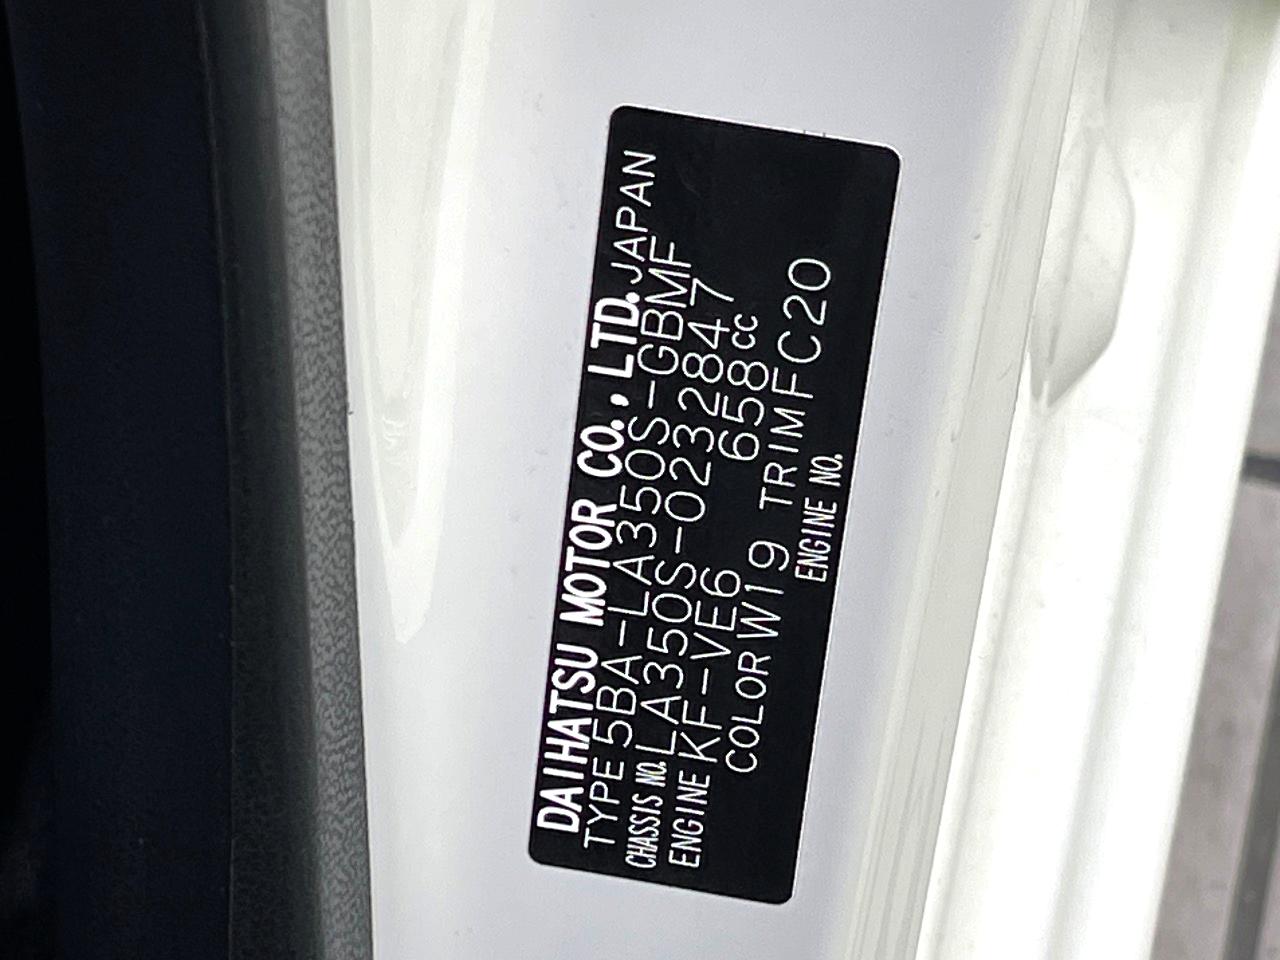 DAIHATSU MOTOR CO., LTD. JAPAN
TYPE 5BA-LA350S-GBMF
CHASSIS NO. LA350S-0232847
ENGINE KF-VE6 658cc
COLOR W19 TRIM FC20
ENGINE NO.